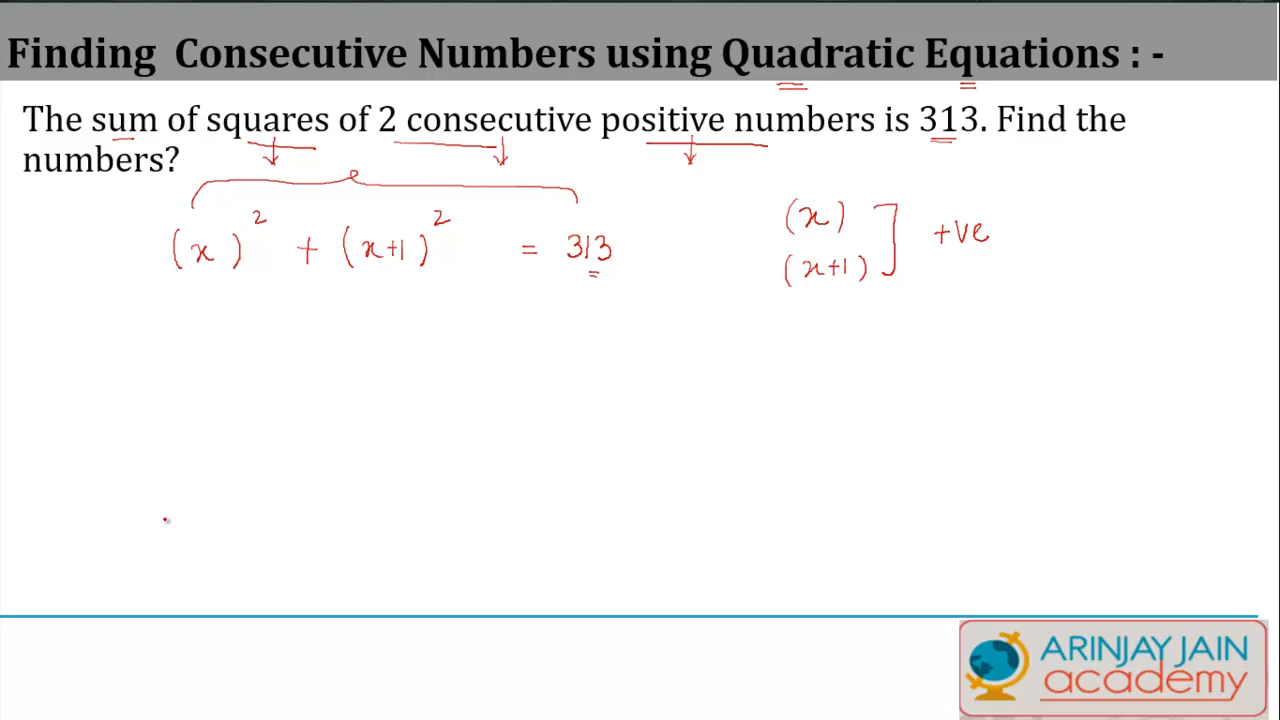 Finding Consecutive Numbers using Quadratic Equations : -
The sum of squares of 2 consecutive positive numbers is 313. Find the
numbers?
(x)² + (x+1)² = 313
(x)
(x+1)
+ve
ARINJAY JAIN
academy